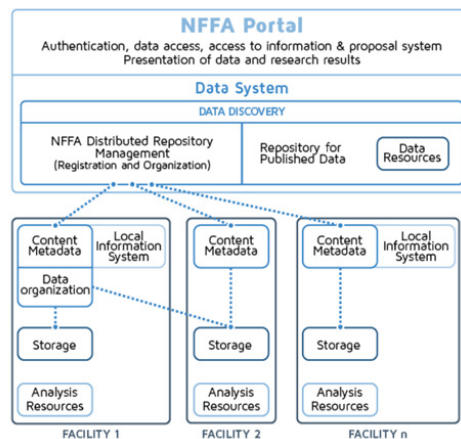 NFFA Portal
Authentication, data access, access to information & proposal system
Presentation of data and research results
Data System
DATA DISCOVERY
NFFA Distributed Repository
Management
(Registration and Organization)
Repository for
Published Data
Data
Resources
Content
Metadata
Local
Information
System
Data
organization
Storage
Analysis
Resources
FACILITY 1
Content
Metadata
Storage
Analysis
Resources
FACILITY 2
Content
Metadata
Local
Information
System
Storage
Analysis
Resources
FACILITY n